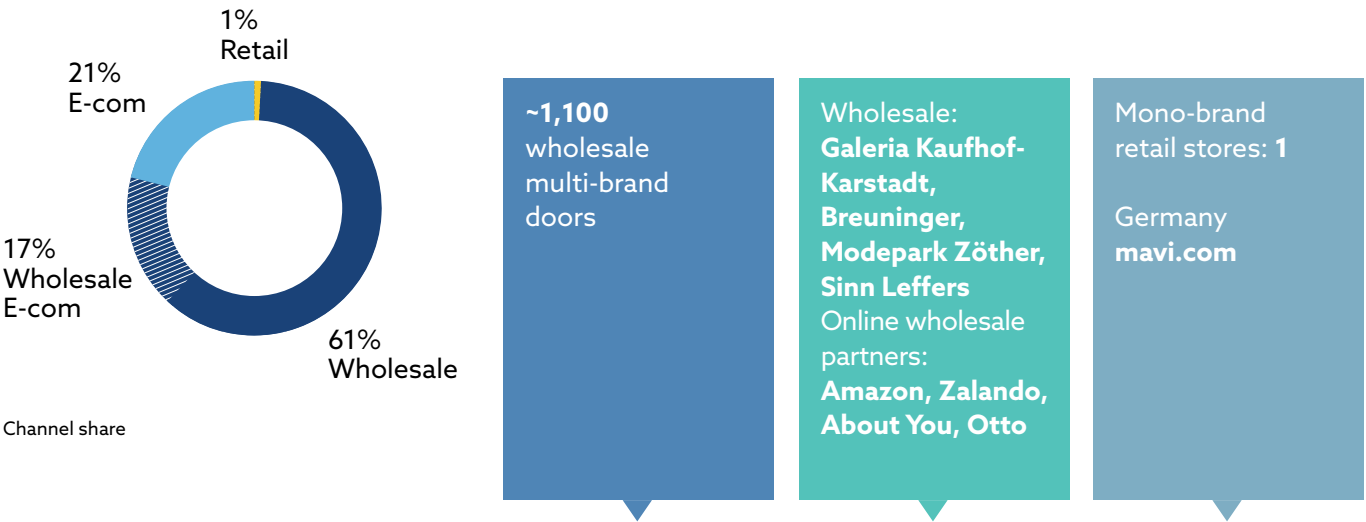 1%
Retail
21%
E-com
17%
Wholesale
E-com
61%
Wholesale
Channel share
~1,100
wholesale
multi-brand
doors
Wholesale:
Galeria Kaufhof-
Karstadt,
Breuninger,
Modepark Zöther,
Sinn Leffers
Online wholesale
partners:
Amazon, Zalando,
About You, Otto
Mono-brand
retail stores: 1
Germany
mavi.com